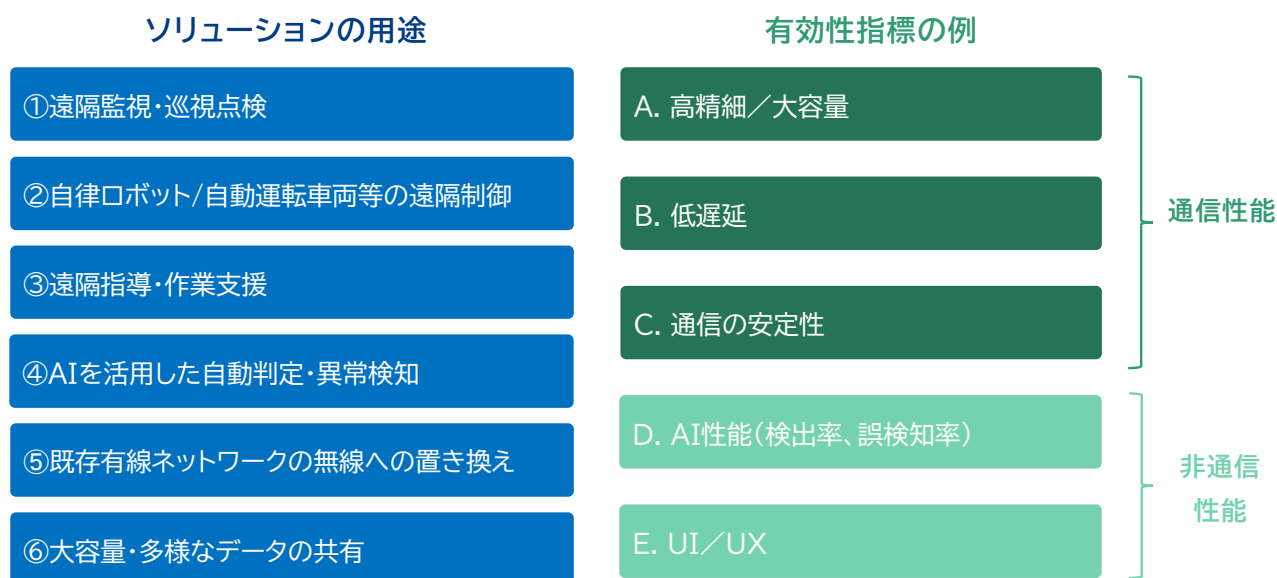 ソリューションの用途
①遠隔監視・巡視点検
②自律ロボット/自動運転車両等の遠隔制御
③遠隔指導・作業支援
④AIを活用した自動判定・異常検知
⑤既存有線ネットワークの無線への置き換え
⑥大容量・多様なデータの共有
有効性指標の例
A. 高精細／大容量
B. 低遅延
C. 通信の安定性
D. AI性能（検出率、誤検知率）
E. UI／UX
通信性能
非通信
性能